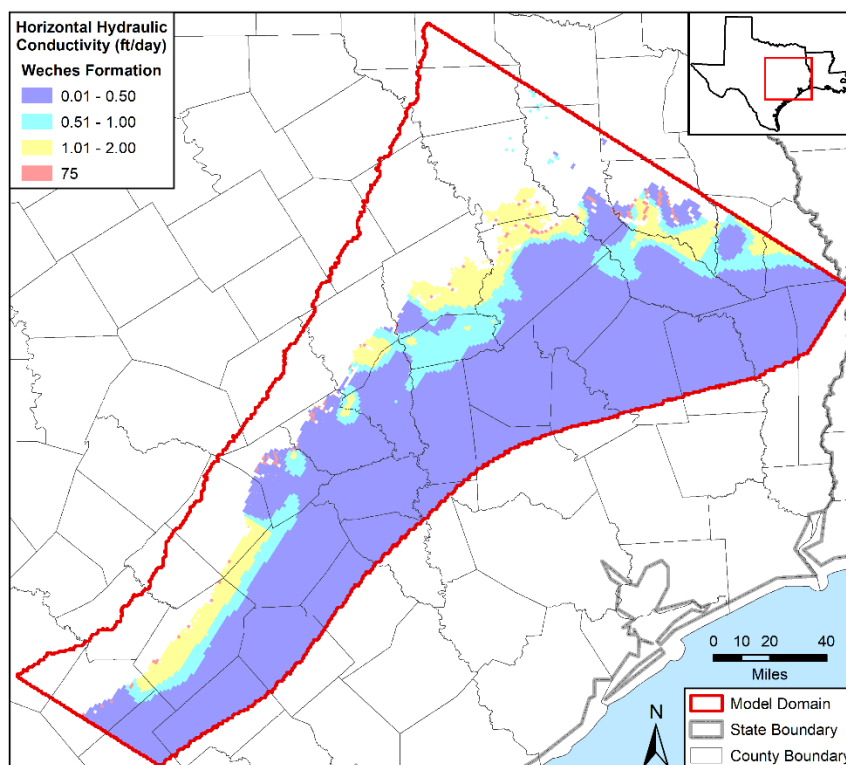 Horizontal Hydraulic
Conductivity (ft/day)
Weches Formation
0.01 - 0.50
0.51 - 1.00
1.01 - 2.00
75
0 10 20 40
Miles
N
Model Domain
State Boundary
County Boundary